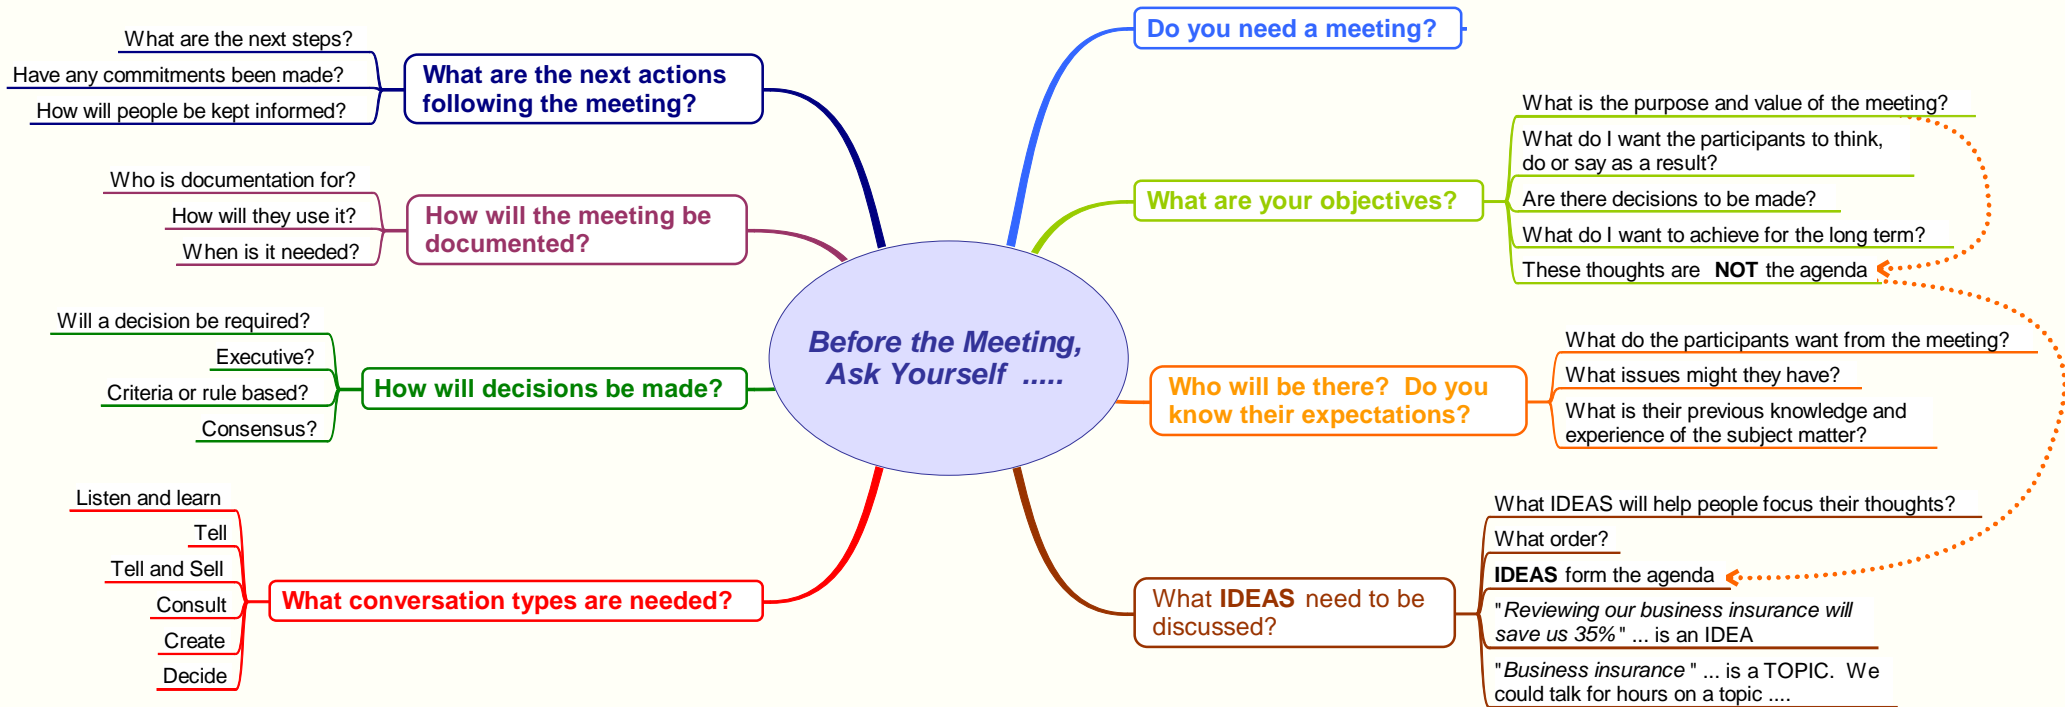 Before the Meeting,
Ask Yourself .....
Do you need a meeting?
What are your objectives?
What is the purpose and value of the meeting?
What do I want the participants to think,
do or say as a result?
Are there decisions to be made?
What do I want to achieve for the long term?
These thoughts are NOT the agenda
Who will be there? Do you
know their expectations?
What do the participants want from the meeting?
What issues might they have?
What is their previous knowledge and
experience of the subject matter?
What IDEAS need to be
discussed?
What IDEAS will help people focus their thoughts?
What order?
IDEAS form the agenda
"Reviewing our business insurance will
save us 35%" ... is an IDEA
"Business insurance" ... is a TOPIC. We
could talk for hours on a topic ....
What are the next actions
following the meeting?
What are the next steps?
Have any commitments been made?
How will people be kept informed?
How will the meeting be
documented?
Who is documentation for?
How will they use it?
When is it needed?
How will decisions be made?
Will a decision be required?
Executive?
Criteria or rule based?
Consensus?
What conversation types are needed?
Listen and learn
Tell
Tell and Sell
Consult
Create
Decide